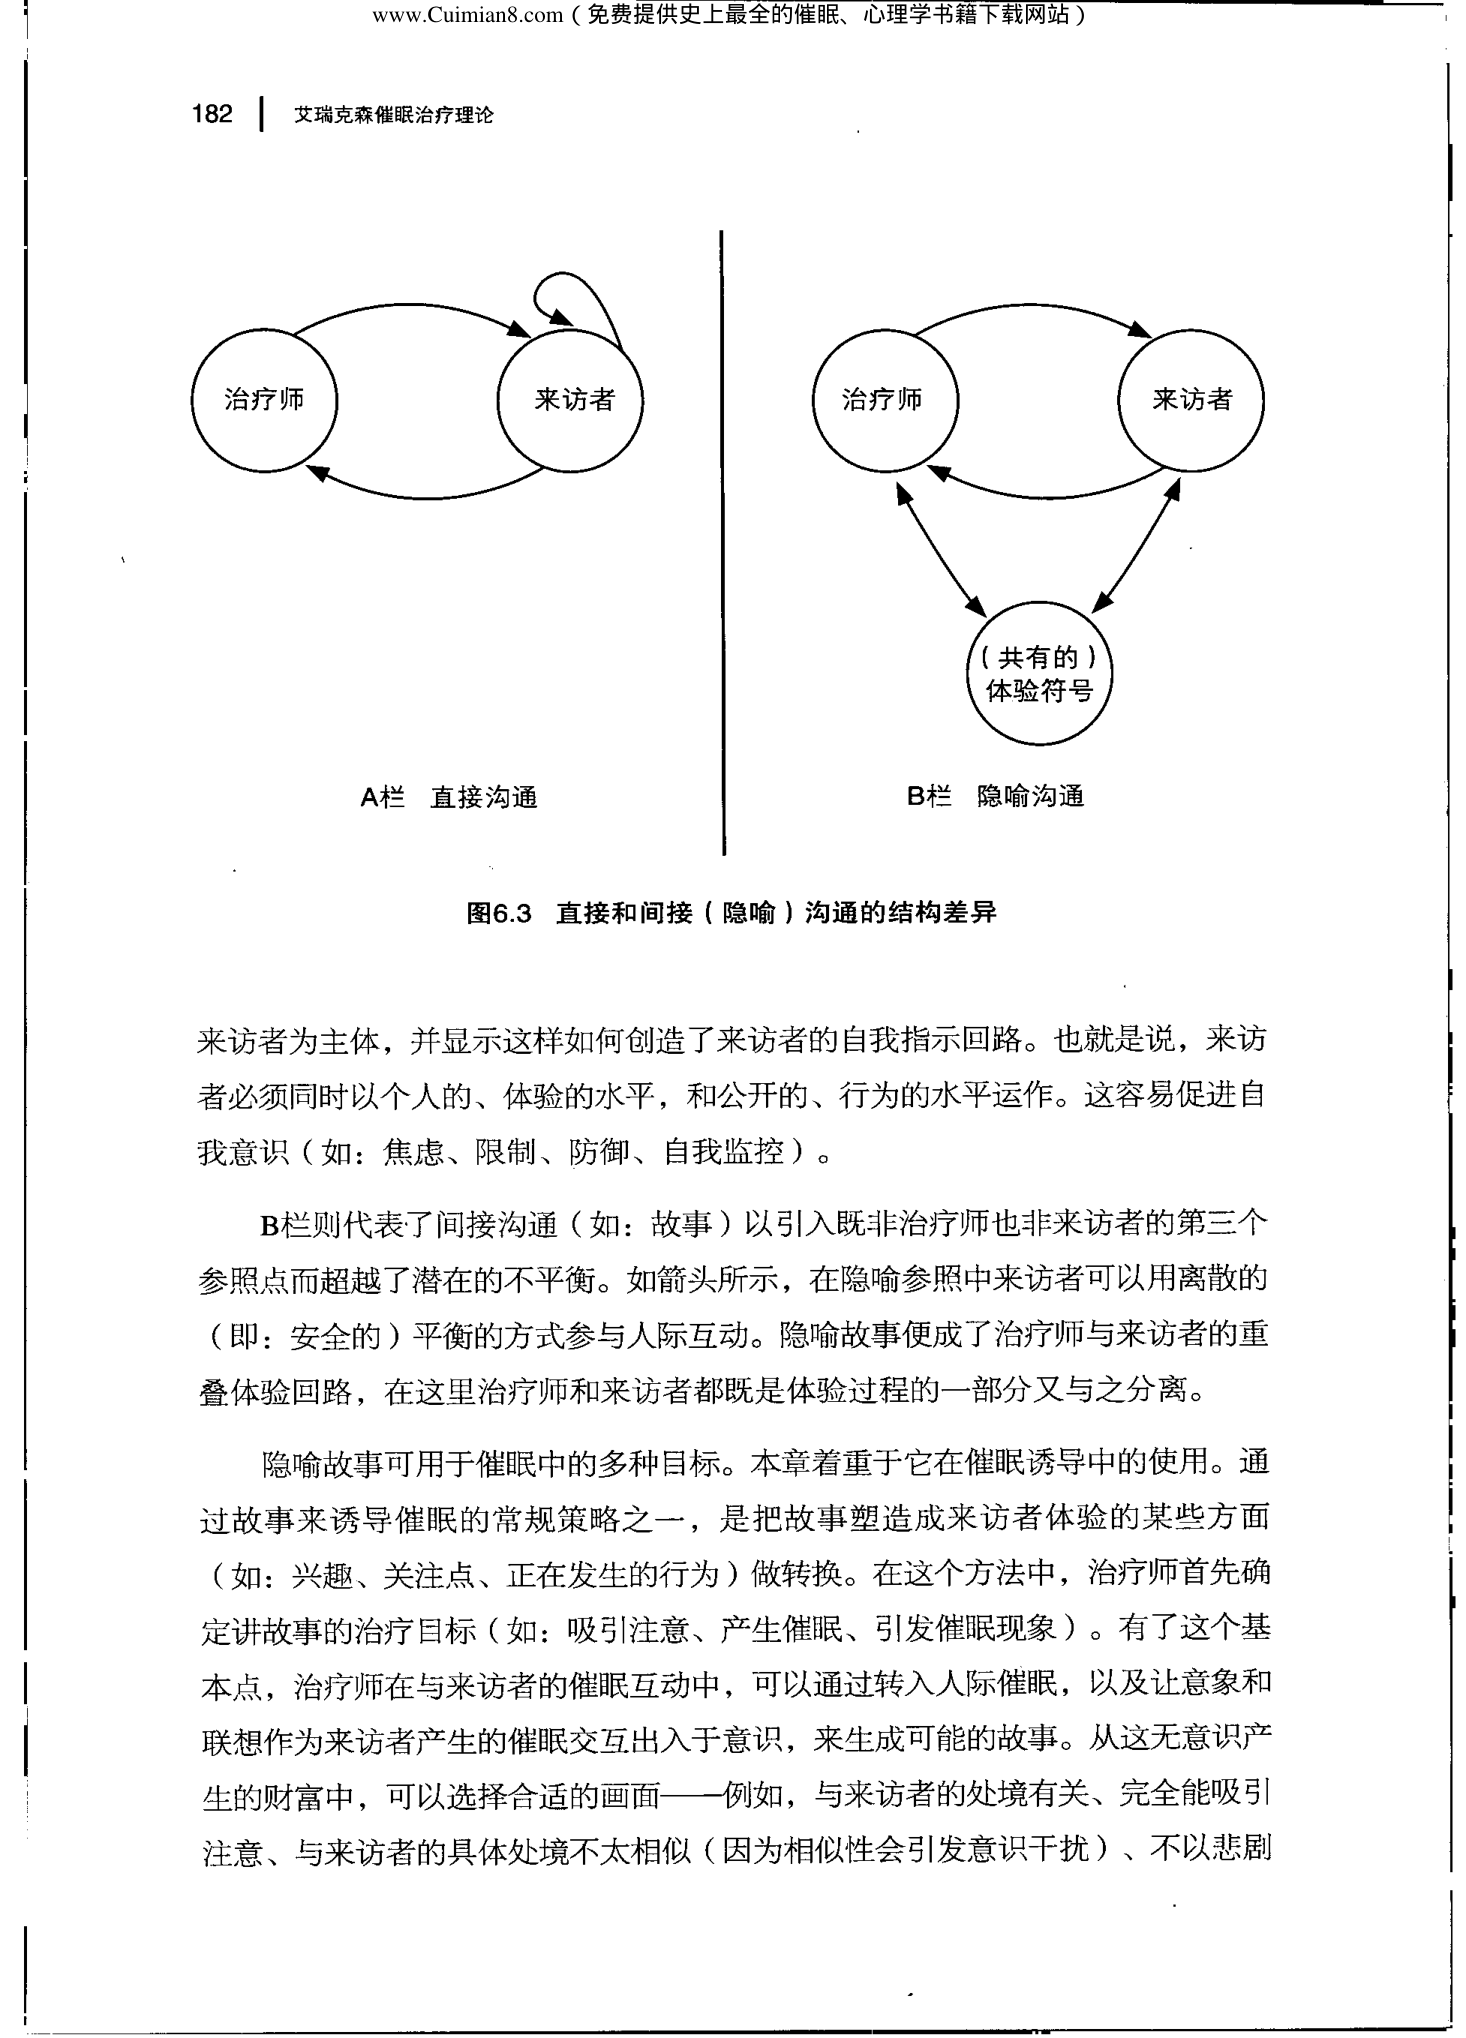 www.Cuimian8.com（免费提供史上最全的催眠、心理学书籍下载网站）
182 艾瑞克森催眠治疗理论
治疗师 来访者
治疗师 来访者
（共有的）
体验符号
A栏 直接沟通
B栏 隐喻沟通
图6.3 直接和间接（隐喻）沟通的结构差异
来访者为主体，并显示这样如何创造了来访者的自我指示回路。也就是说，来访
者必须同时以个人的、体验的水平，和公开的、行为的水平运作。这容易促进自
我意识（如：焦虑、限制、防御、自我监控）。
B栏则代表了间接沟通（如：故事）以引入既非治疗师也非来访者的第三个
参照点而超越了潜在的不平衡。如箭头所示，在隐喻参照中来访者可以用离散的
（即：安全的）平衡的方式参与人际互动。隐喻故事便成了治疗师与来访者的重
叠体验回路，在这里治疗师和来访者都既是体验过程的一部分又与之分离。
隐喻故事可用于催眠中的多种目标。本章着重于它在催眠诱导中的使用。通
过故事来诱导催眠的常规策略之一，是把故事塑造成来访者体验的某些方面
（如：兴趣、关注点、正在发生的行为）做转换。在这个方法中，治疗师首先确
定讲故事的治疗目标（如：吸引注意、产生催眠、引发催眠现象）。有了这个基
本点，治疗师在与来访者的催眠互动中，可以通过转入人际催眠，以及让意象和
联想作为来访者产生的催眠交互出入于意识，来生成可能的故事。从这无意识产
生的财富中，可以选择合适的画面——例如，与来访者的处境有关、完全能吸引
注意、与来访者的具体处境不太相似（因为相似性会引发意识干扰）、不以悲剧